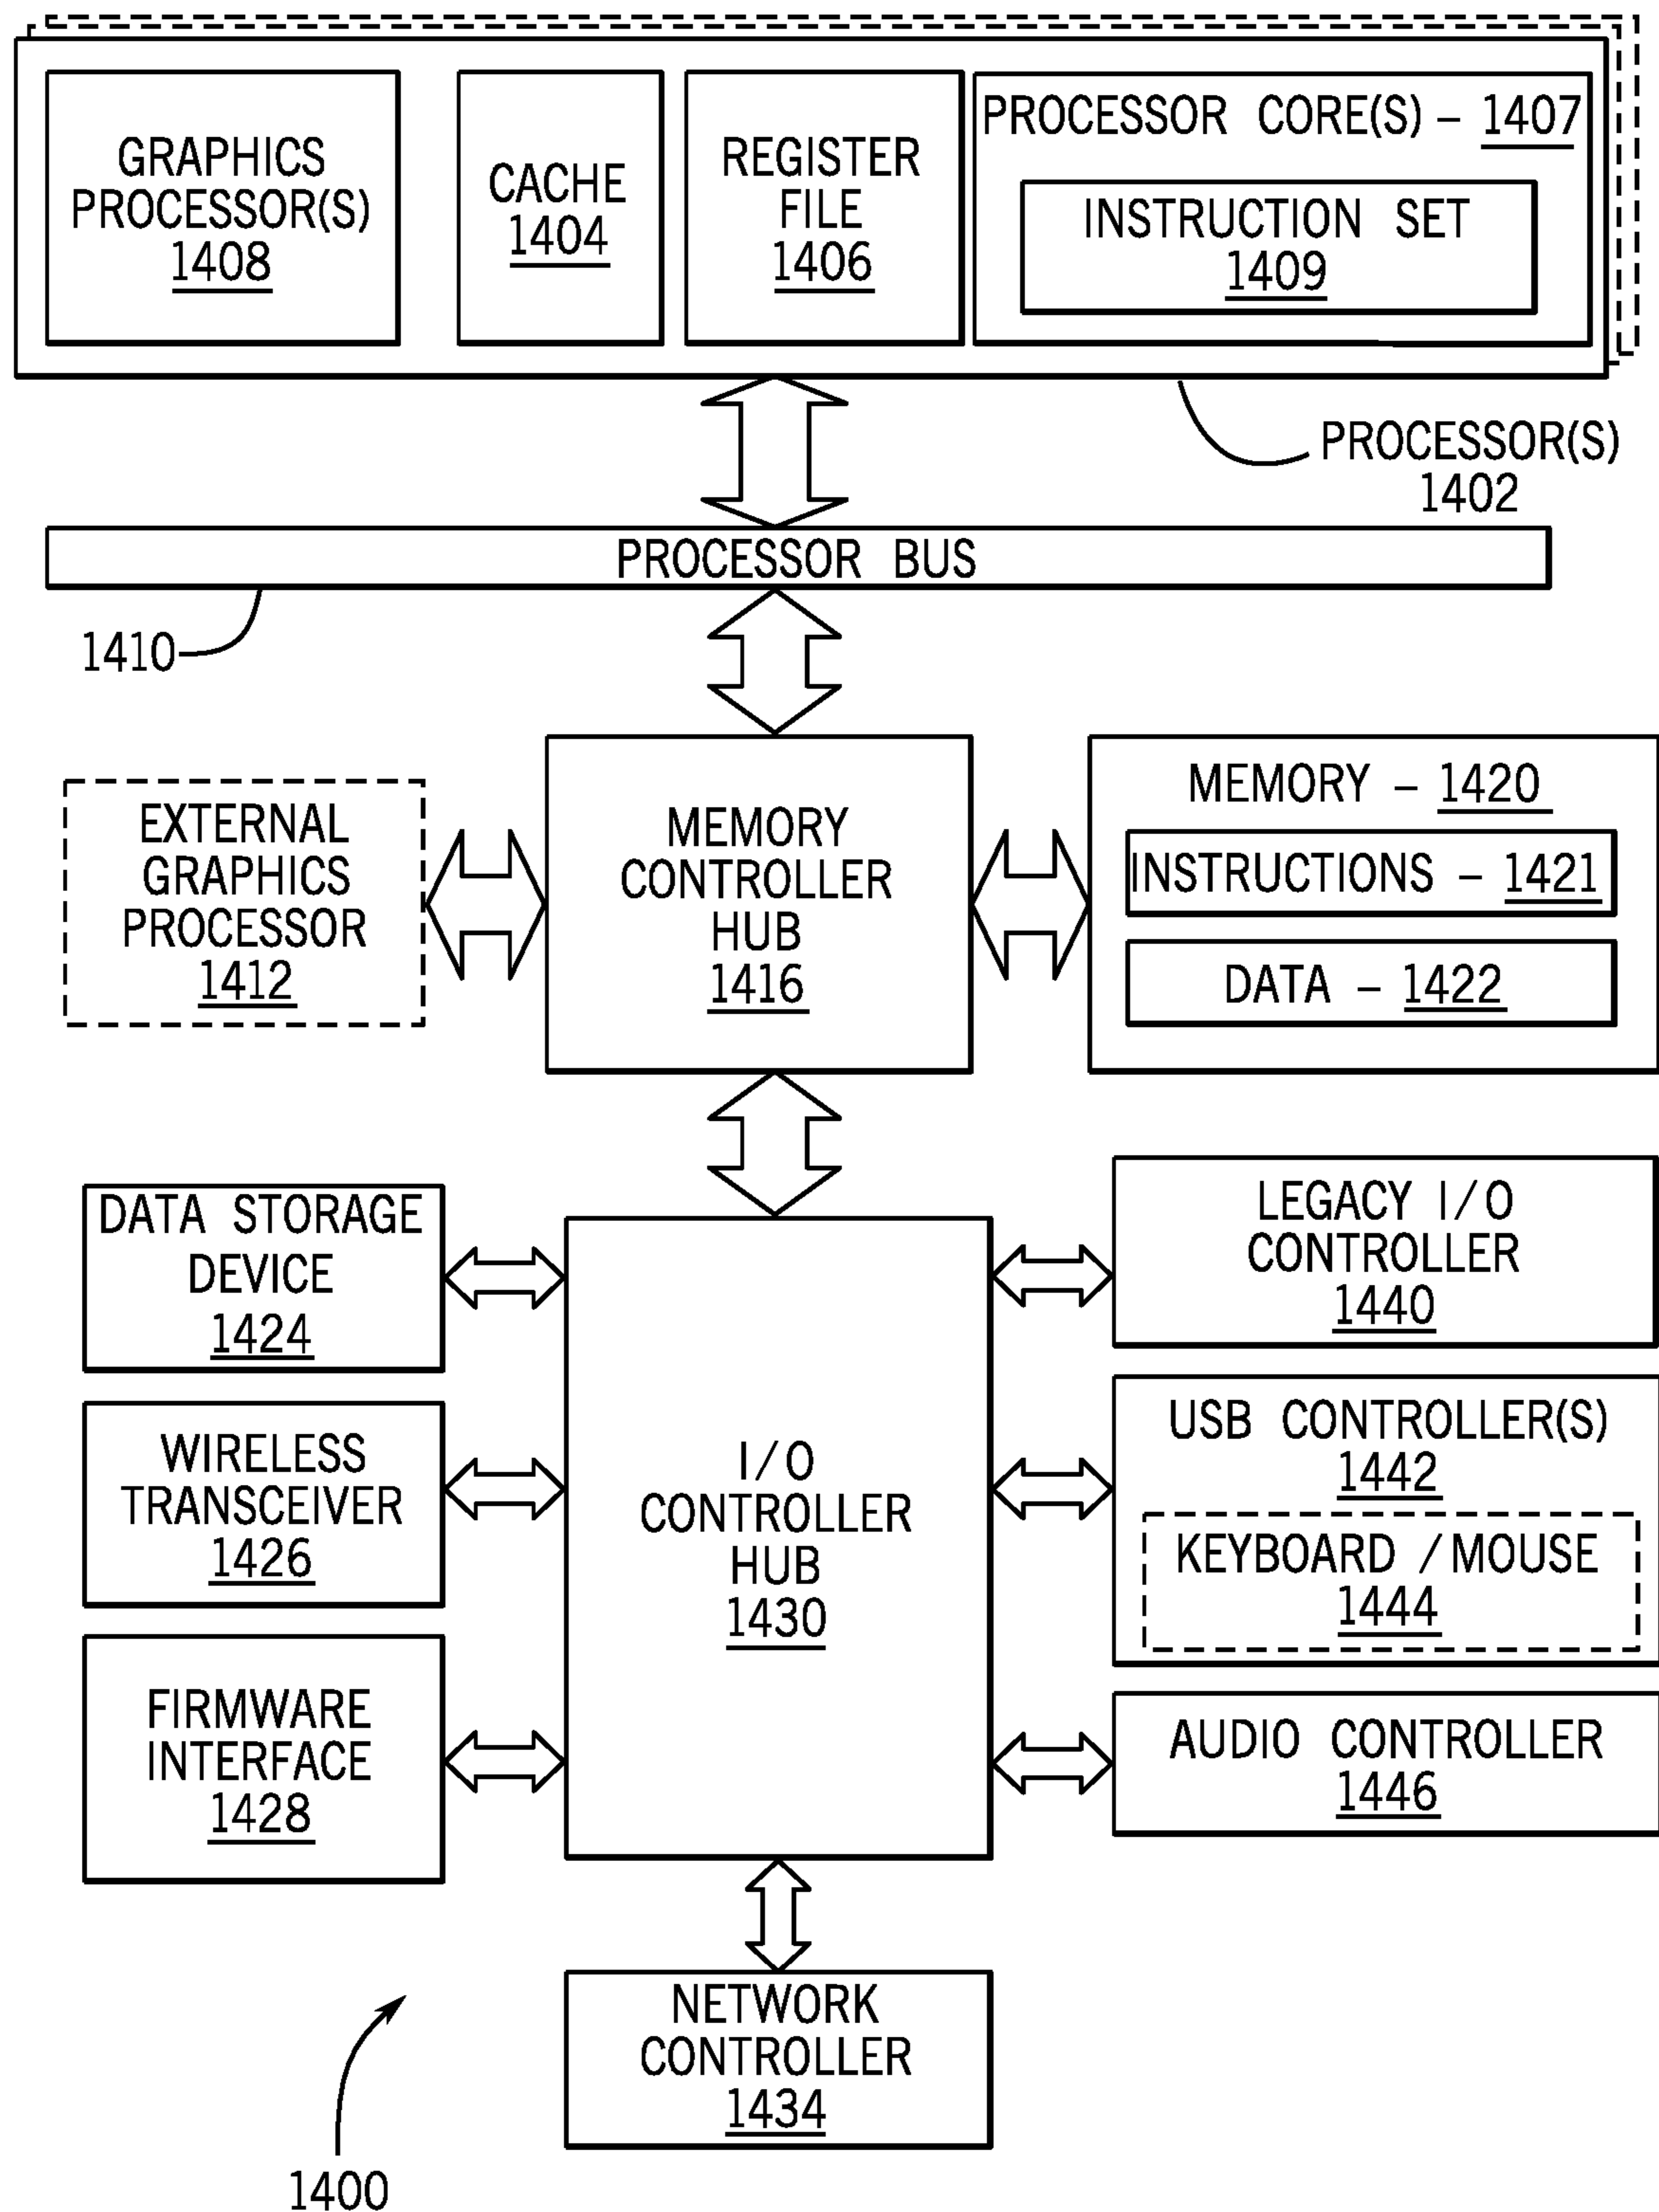 GRAPHICS
PROCESSOR(S)
1408
CACHE
1404
REGISTER
FILE
1406
PROCESSOR CORE(S) – 1407
INSTRUCTION SET
1409
PROCESSOR(S)
1402
PROCESSOR BUS
1410
EXTERNAL
GRAPHICS
PROCESSOR
1412
MEMORY
CONTROLLER
HUB
1416
MEMORY – 1420
INSTRUCTIONS – 1421
DATA – 1422
DATA STORAGE
DEVICE
1424
WIRELESS
TRANSCEIVER
1426
FIRMWARE
INTERFACE
1428
I/O
CONTROLLER
HUB
1430
LEGACY I/O
CONTROLLER
1440
USB CONTROLLER(S)
1442
KEYBOARD /MOUSE
1444
AUDIO CONTROLLER
1446
NETWORK
CONTROLLER
1434
1400